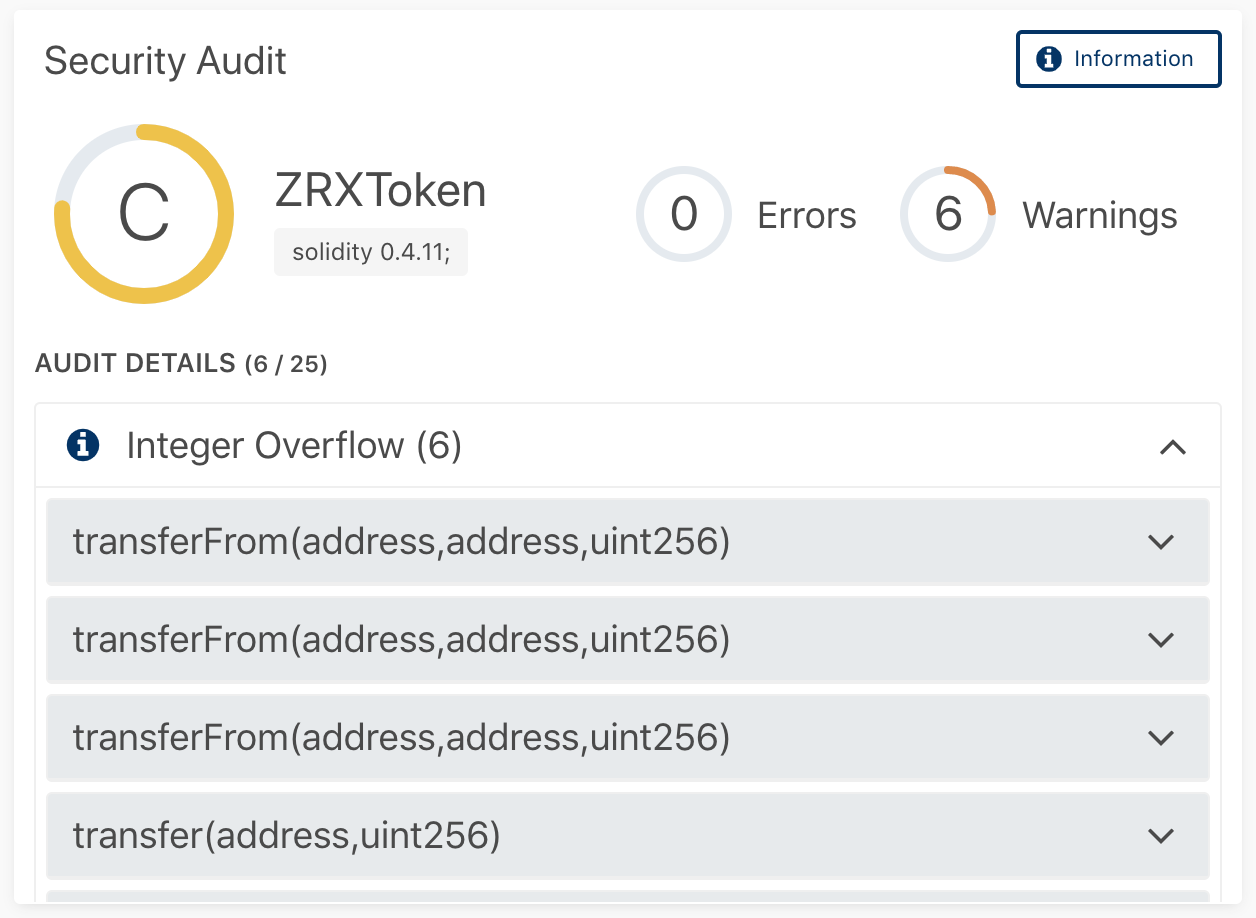 Security Audit
Information
C
ZRXToken
solidity 0.4.11;
0 Errors
6 Warnings
AUDIT DETAILS (6 / 25)
Integer Overflow (6)
transferFrom(address,address,uint256)
transferFrom(address,address,uint256)
transferFrom(address,address,uint256)
transfer(address,uint256)